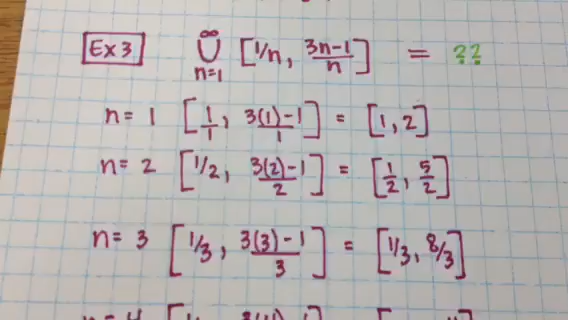 Ex 3 ∞ ∪ n=1 [1/n, 3n-1/n] = ??
n = 1 [1/1, 3(1)-1/1] = [1, 2]
n = 2 [1/2, 3(2)-1/2] = [1/2, 5/2]
n = 3 [1/3, 3(3)-1/3] = [1/3, 8/3]